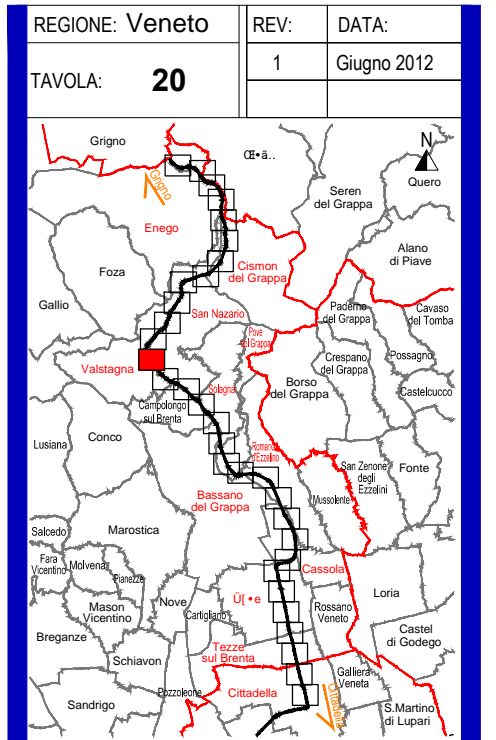 REGIONE: Veneto
REV:
DATA:
TAVOLA: 20
1
Giugno 2012
Grigno
Œ•ã..
N
Quero
Grigno
Seren
del Grappa
Enego
Alano
di Piave
Foza
Cismon
del Grappa
Gallio
San Nazario
Paderno
del Grappa
Cavaso
del Tomba
Pove
del Grappa
Crespano
del Grappa
Possagno
Valstagna
Solagna
Borso
del Grappa
Castelcucco
Campolongo
sul Brenta
Lusiana
Conco
Romano
d'Ezzelino
San Zenone
degli
Ezzelini
Fonte
Bassano
del Grappa
Mussolente
Salcedo
Marostica
Fara
Vicentino
Molvena
Pianezze
Cassola
Loria
Ü[ •e
Mason
Vicentino
Nove
Cartigliano
Rossano
Veneto
Breganze
Castel
di Godego
Schiavon
Tezze
sul Brenta
Galliera
Veneta
Pozzoleone
Cittadella
Cittadella
Sandrigo
S.Martino
di Lupari